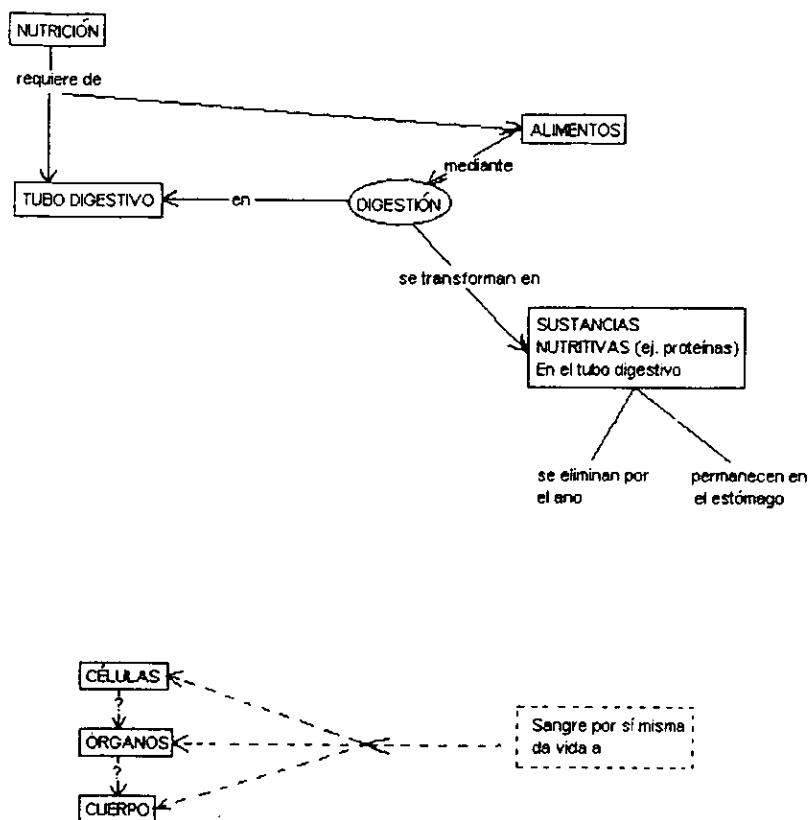 NUTRICIÓN
requiere de
ALIMENTOS
mediante
TUBO DIGESTIVO
en
DIGESTIÓN
se transforman en
SUSTANCIAS
NUTRITIVAS (ej. proteínas)
En el tubo digestivo
se eliminan por
el ano
permanecen en
el estómago
CÉLULAS
?
ÓRGANOS
?
CUERPO
Sangre por sí misma
da vida a